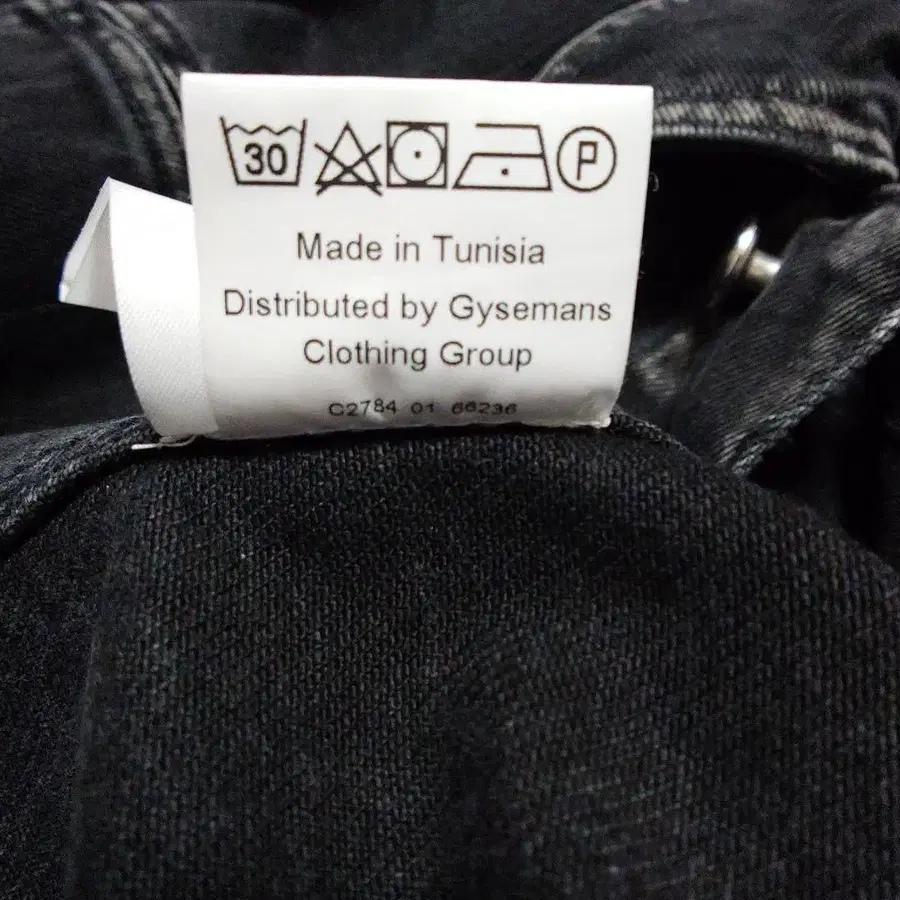 30 P
Made in Tunisia
Distributed by Gysemans
Clothing Group
C2784 01 66236